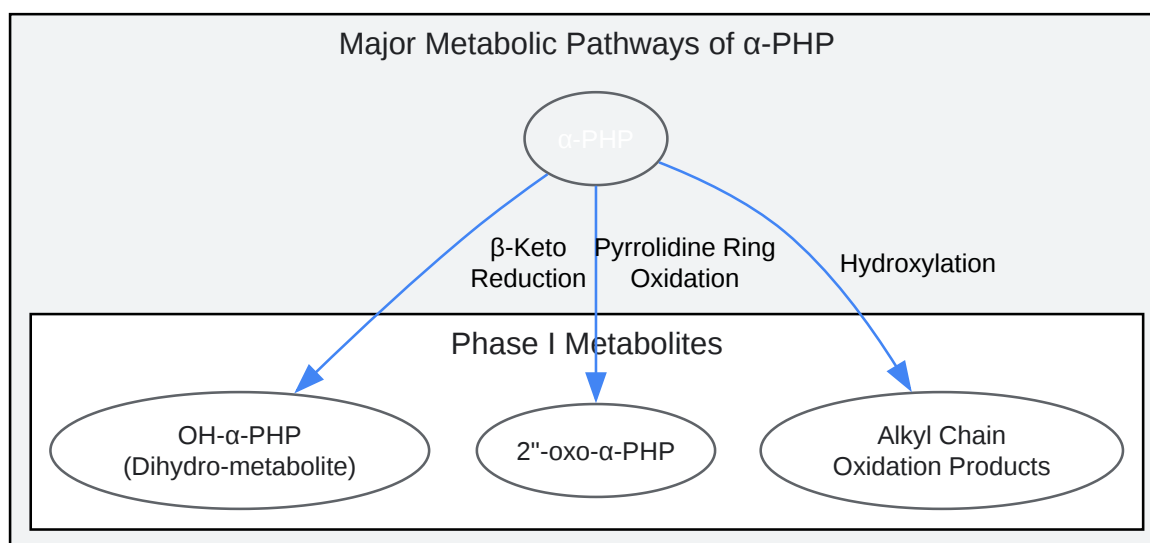 Major Metabolic Pathways of α-PHP
α-PHP
β-Keto
Reduction
Pyrrolidine Ring
Oxidation
Hydroxylation
Phase I Metabolites
OH-α-PHP
(Dihydro-metabolite)
2"-oxo-α-PHP
Alkyl Chain
Oxidation Products